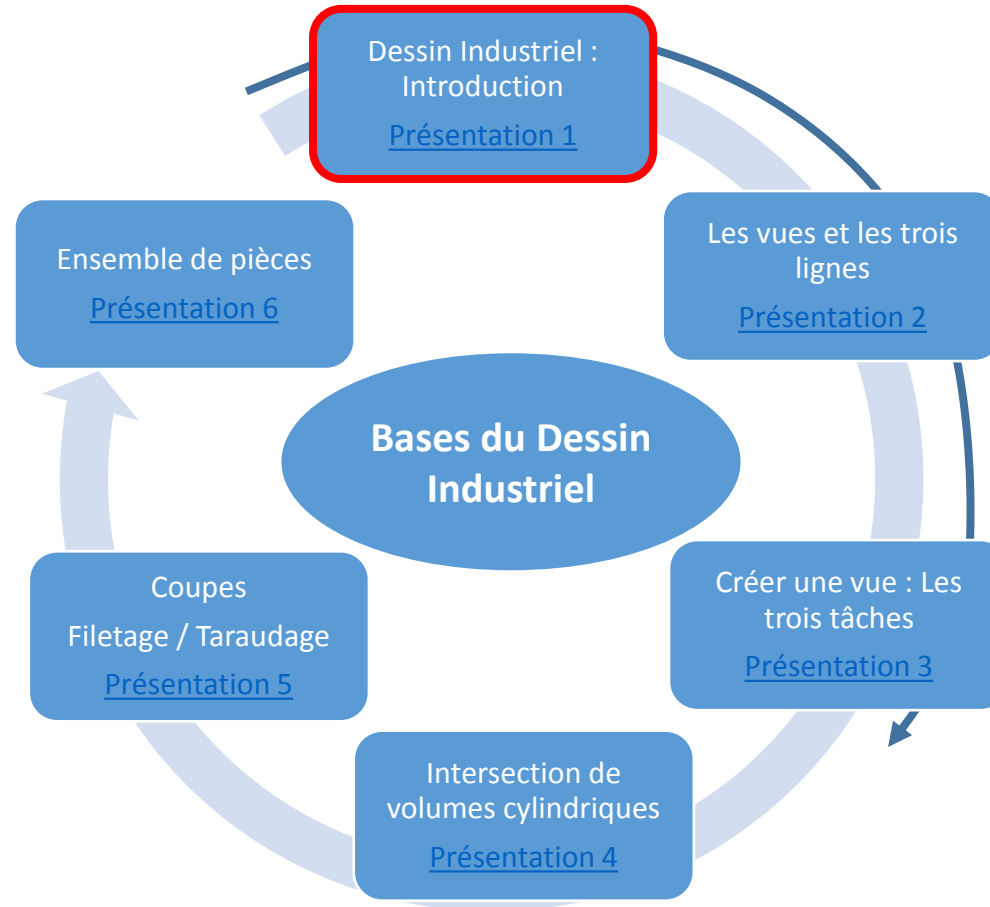 Dessin Industriel :
Introduction
Présentation 1
Les vues et les trois
lignes
Présentation 2
Créer une vue : Les
trois tâches
Présentation 3
Intersection de
volumes cylindriques
Présentation 4
Coupes
Filetage / Taraudage
Présentation 5
Ensemble de pièces
Présentation 6
Bases du Dessin
Industriel